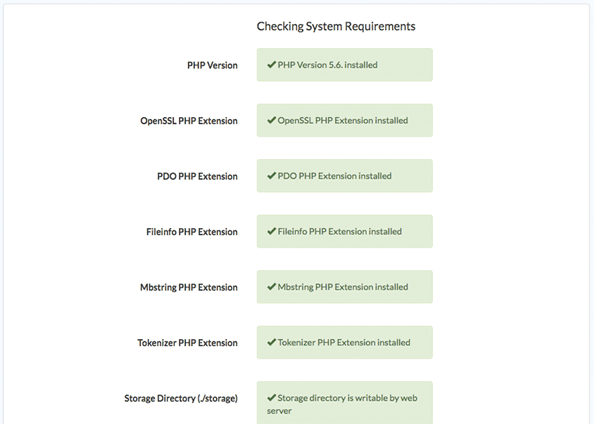 Checking System Requirements
PHP Version
✔ PHP Version 5.6. installed
OpenSSL PHP Extension
✔ OpenSSL PHP Extension installed
PDO PHP Extension
✔ PDO PHP Extension installed
Fileinfo PHP Extension
✔ Fileinfo PHP Extension installed
Mbstring PHP Extension
✔ Mbstring PHP Extension installed
Tokenizer PHP Extension
✔ Tokenizer PHP Extension installed
Storage Directory (./storage)
✔ Storage directory is writable by web
server